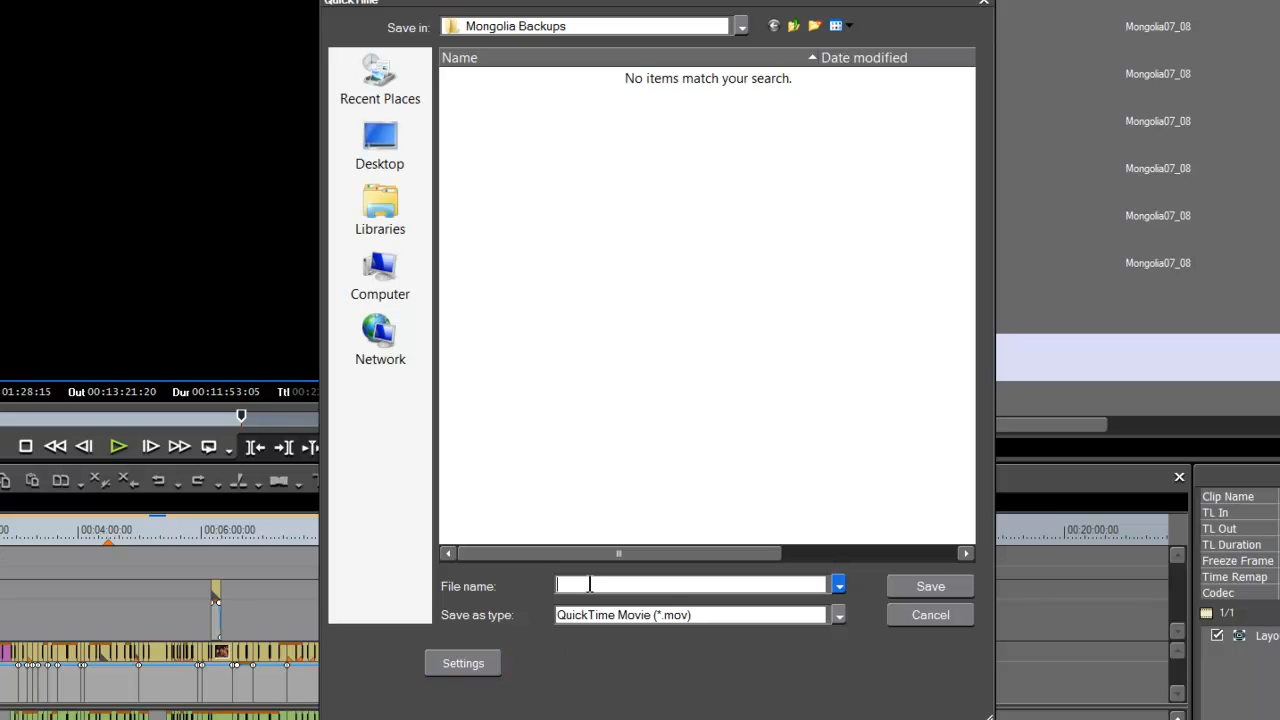 QuickTime
Save in:
Mongolia Backups
Name
Date modified
No items match your search.
Recent Places
Desktop
Libraries
Computer
Network
File name:
Save
Save as type:
QuickTime Movie (*.mov)
Cancel
Settings
Mongolia07_08
Mongolia07_08
Mongolia07_08
Mongolia07_08
Mongolia07_08
Mongolia07_08
01:28:15 Out 00:13:21:20 Dur 00:11:53:05 Ttl
00:04:00:00
00:06:00:00
00:20:00:00
Clip Name
TL In
TL Out
TL Duration
Freeze Frame
Time Remap
Codec
1/1
Layo